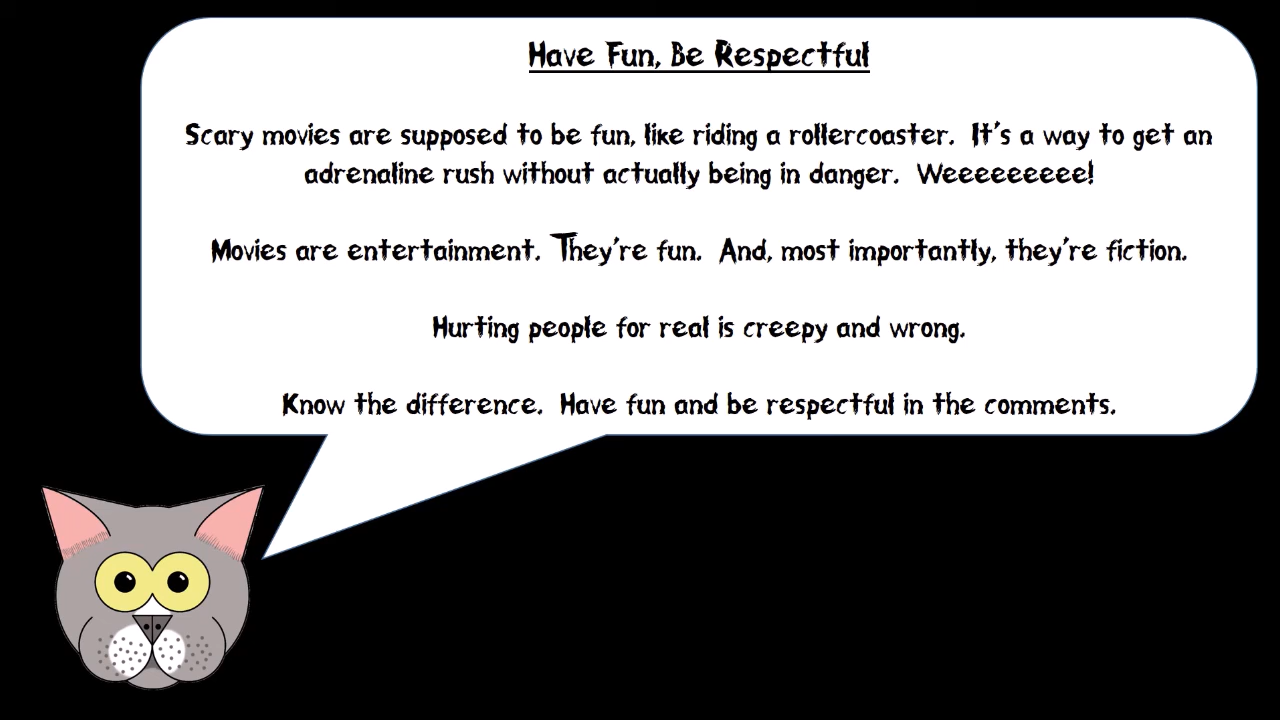 Have Fun, Be Respectful
Scary movies are supposed to be fun, like riding a rollercoaster.  It's a way to get an
adrenaline rush without actually being in danger.  Weeeeeeeee!
Movies are entertainment.  They're fun.  And, most importantly, they're fiction.
Hurting people for real is creepy and wrong.
Know the difference.  Have fun and be respectful in the comments.